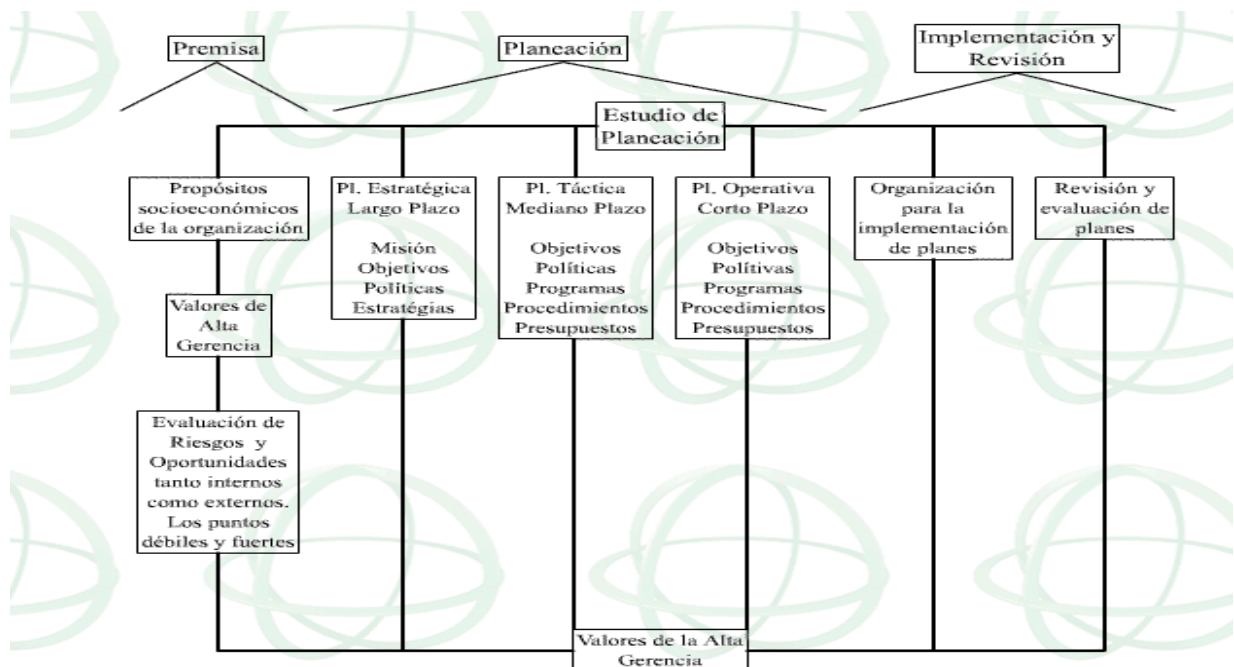 Premisa
Planeación
Implementación y
Revisión
Estudio de
Planeación
Propósitos
socioeconómicos
de la organización
Valores de
Alta
Gerencia
Evaluación de
Riesgos y
Oportunidades
tanto internos
como externos.
Los puntos
débiles y fuertes
Pl. Estratégica
Largo Plazo
Misión
Objetivos
Políticas
Estratégias
Pl. Táctica
Mediano Plazo
Objetivos
Políticas
Programas
Procedimientos
Presupuestos
Pl. Operativa
Corto Plazo
Objetivos
Polítivas
Programas
Procedimientos
Presupuestos
Organización
para la
implementación
de planes
Revisión y
evaluación de
planes
Valores de la Alta
Gerencia